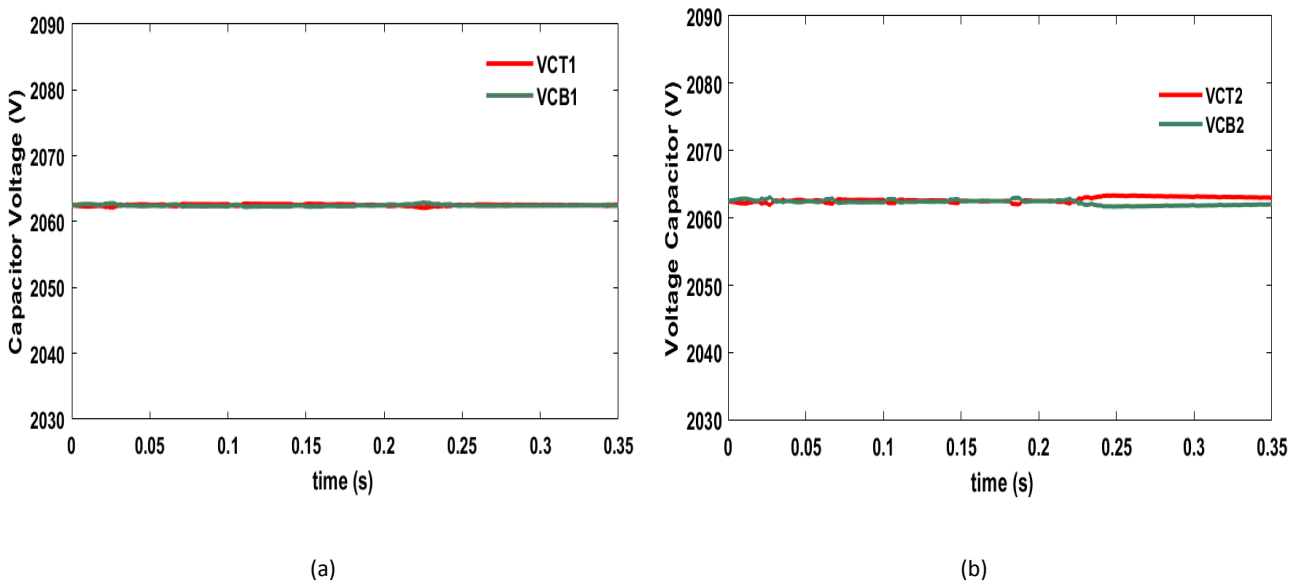 2090
2080
2070
2060
2050
2040
2030
Capacitor Voltage (V)
VCT1
VCB1
0 0.05 0.1 0.15 0.2 0.25 0.3 0.35
time (s)
(a)
2090
2080
2070
2060
2050
2040
2030
Voltage Capacitor (V)
VCT2
VCB2
0 0.05 0.1 0.15 0.2 0.25 0.3 0.35
time (s)
(b)